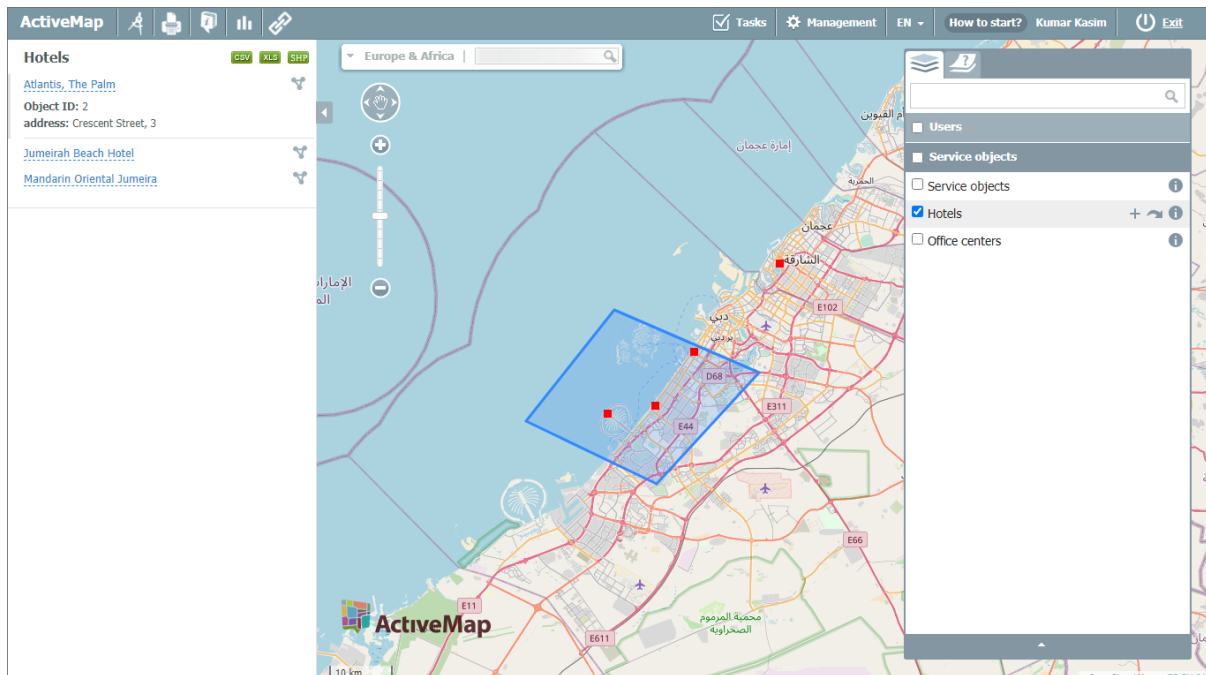 ActiveMap
Tasks
Management
EN
How to start?
Kumar Kasim
Exit
Hotels
CSV
XLS
SHP
Atlantis, The Palm
Object ID: 2
address: Crescent Street, 3
Jumeirah Beach Hotel
Mandarin Oriental Jumeira
Europe & Africa
Users
Service objects
Service objects
Hotels
Office centers
أم القيوين
إمارة عجمان
الحمرية
عجمان
الشارقة
دبي
بردبي
E102
D68
E311
E44
E66
E11
E611
محمية المرموم
الصحراوية
ActiveMap
10 km